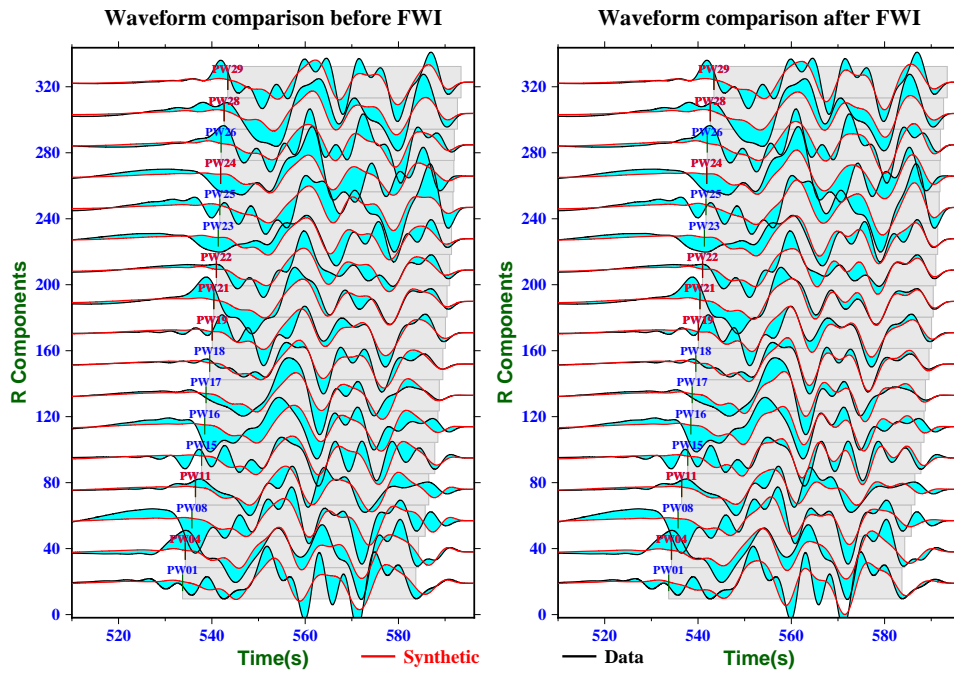 Waveform comparison before FWI
Waveform comparison after FWI
R Components
320
280
240
200
160
120
80
40
0
PW29
PW28
PW26
PW24
PW25
PW23
PW22
PW21
PW19
PW18
PW17
PW16
PW15
PW11
PW08
PW04
PW01
520
540
560
580
Time(s)
Synthetic
R Components
320
280
240
200
160
120
80
40
0
PW29
PW28
PW26
PW24
PW25
PW23
PW22
PW21
PW19
PW18
PW17
PW16
PW15
PW11
PW08
PW04
PW01
520
540
560
580
Data
Time(s)